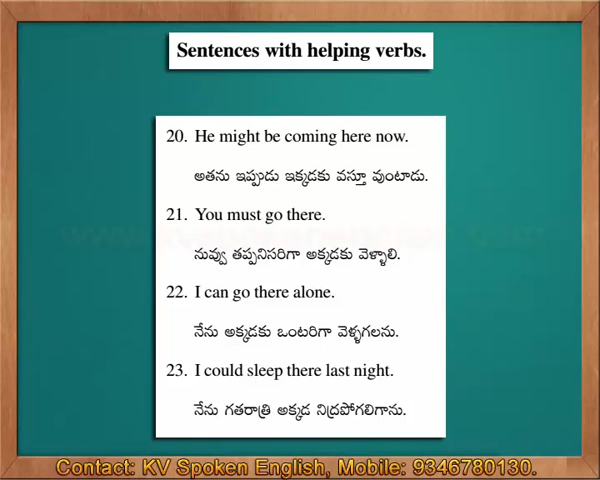 Sentences with helping verbs.
20. He might be coming here now.
అతను ఇప్పుడు ఇక్కడకు వస్తూ వుంటాడు.
21. You must go there.
నువ్వు తప్పనిసరిగా అక్కడకు వెళ్ళాలి.
22. I can go there alone.
నేను అక్కడకు ఒంటరిగా వెళ్ళగలను.
23. I could sleep there last night.
నేను గతరాత్రి అక్కడ నిద్రపోగలిగాను.
Contact: KV Spoken English, Mobile: 9346780130.